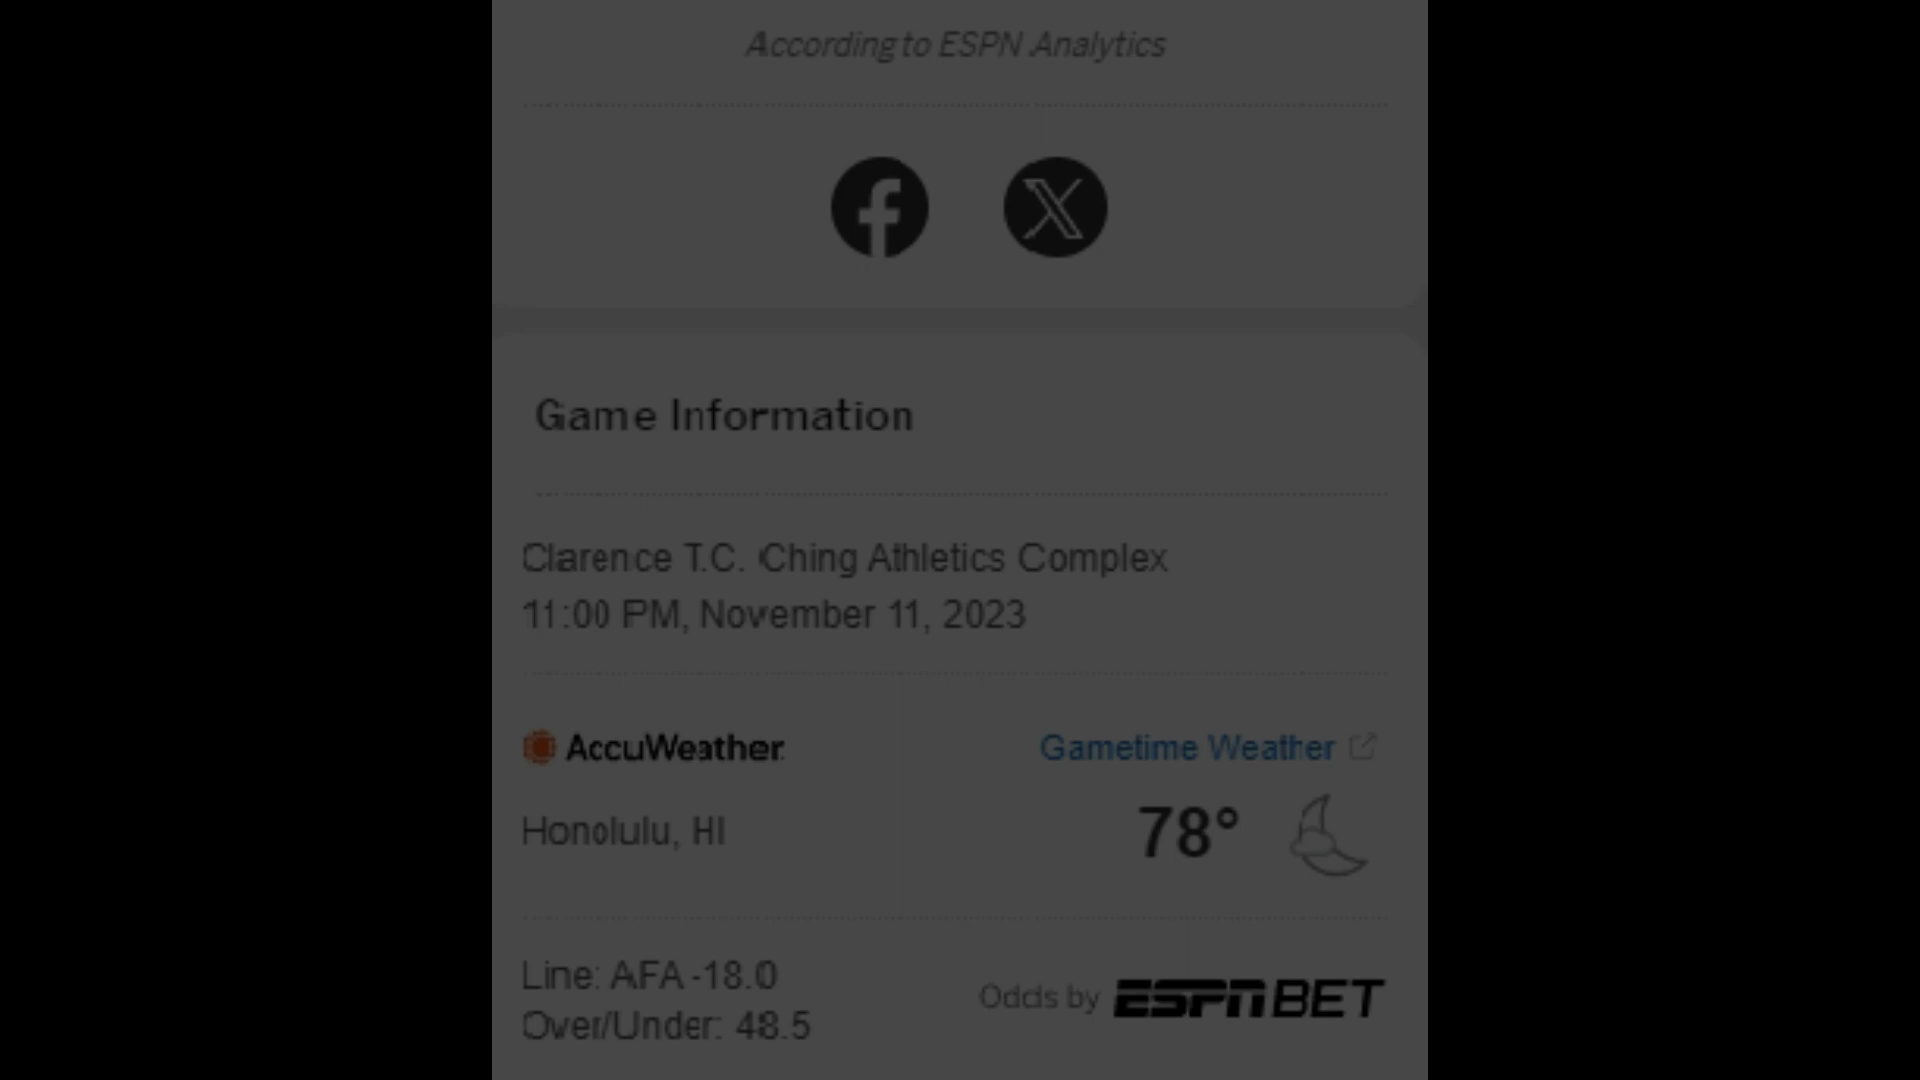 According to ESPN Analytics
Game Information
Clarence T.C. Ching Athletics Complex
11:00 PM, November 11, 2023
AccuWeather Gametime Weather
Honolulu, HI 78°
Line: AFA -18.0
Odds by ESPN BET
Over/Under: 48.5